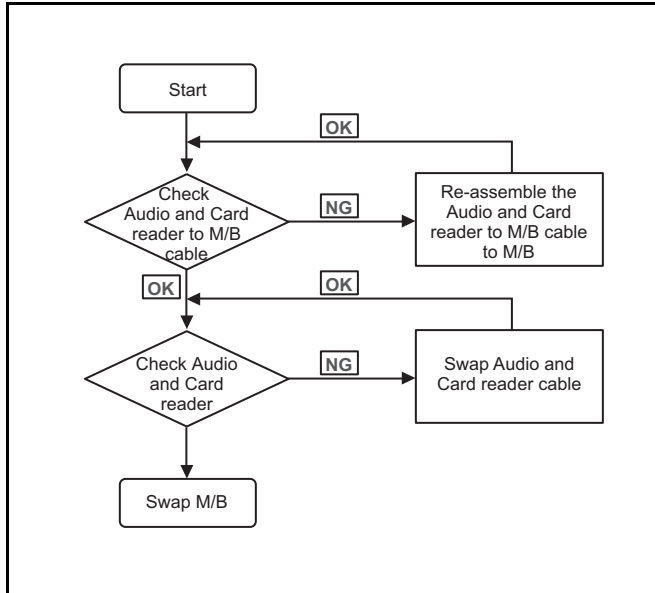 Start
OK
Check
Audio and Card
reader to M/B
cable
NG
Re-assemble the
Audio and Card
reader to M/B cable
to M/B
OK
OK
Check Audio
and Card
reader
NG
Swap Audio and
Card reader cable
Swap M/B